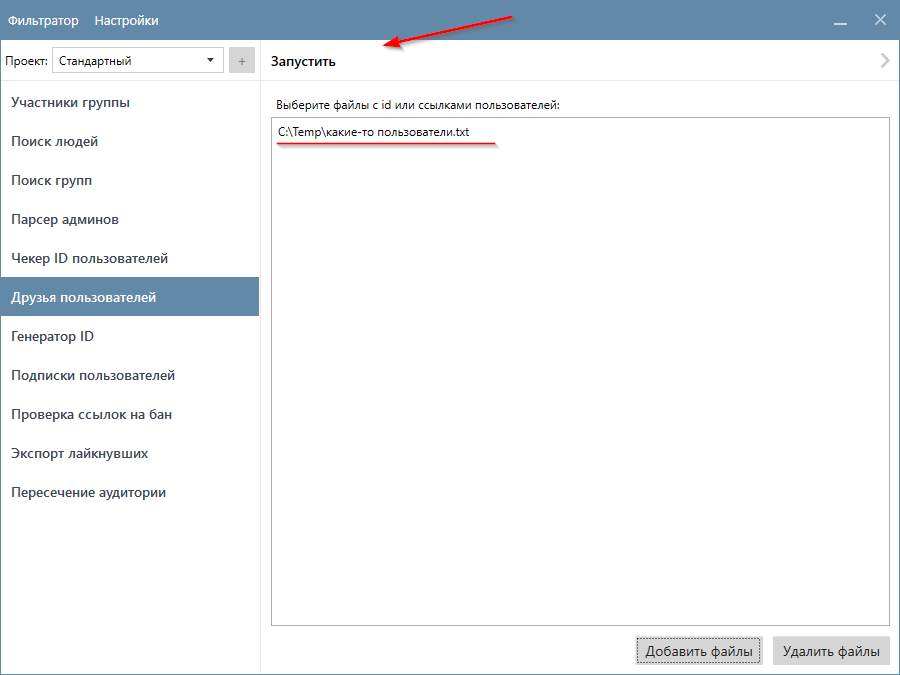 Фильтратор Настройки
Проект: Стандартный +
Запустить
Участники группы
Поиск людей
Поиск групп
Парсер админов
Чекер ID пользователей
Друзья пользователей
Генератор ID
Подписки пользователей
Проверка ссылок на бан
Экспорт лайкнувших
Пересечение аудитории
Выберите файлы с id или ссылками пользователей:
C:\Temp\какие-то пользователи.txt
Добавить файлы Удалить файлы